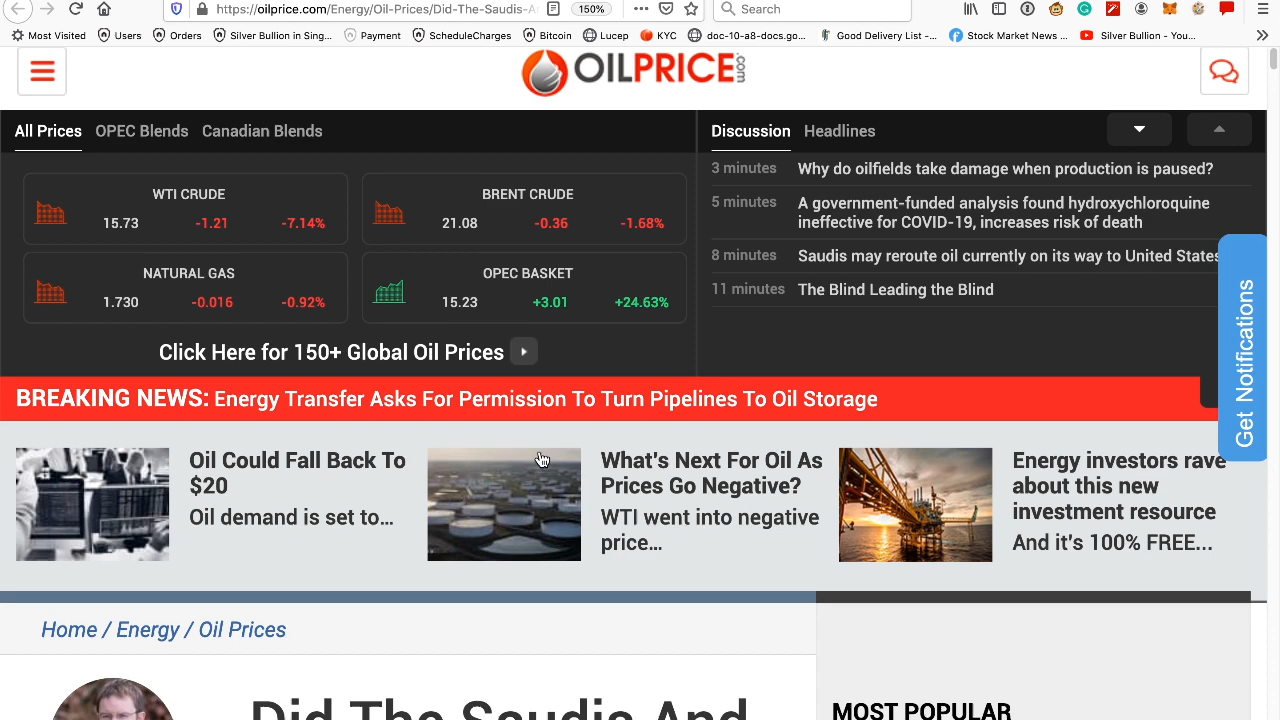 https://oilprice.com/Energy/Oil-Prices/Did-The-Saudis-A
150%
Search
Most Visited
Users
Orders
Silver Bullion in Sing...
Payment
ScheduleCharges
Bitcoin
Lucep
KYC
doc-10-a8-docs.go...
Good Delivery List -...
Stock Market News ...
Silver Bullion - You...
OILPRICE.com
All Prices OPEC Blends Canadian Blends
WTI CRUDE
15.73 -1.21 -7.14%
BRENT CRUDE
21.08 -0.36 -1.68%
NATURAL GAS
1.730 -0.016 -0.92%
OPEC BASKET
15.23 +3.01 +24.63%
Click Here for 150+ Global Oil Prices
Discussion Headlines
3 minutes Why do oilfields take damage when production is paused?
5 minutes A government-funded analysis found hydroxychloroquine
ineffective for COVID-19, increases risk of death
8 minutes Saudis may reroute oil currently on its way to United States
11 minutes The Blind Leading the Blind
Get Notifications
BREAKING NEWS: Energy Transfer Asks For Permission To Turn Pipelines To Oil Storage
Oil Could Fall Back To
$20
Oil demand is set to...
What's Next For Oil As
Prices Go Negative?
WTI went into negative
price...
Energy investors rave
about this new
investment resource
And it's 100% FREE...
Home / Energy / Oil Prices
Did The Saudis And
MOST POPULAR